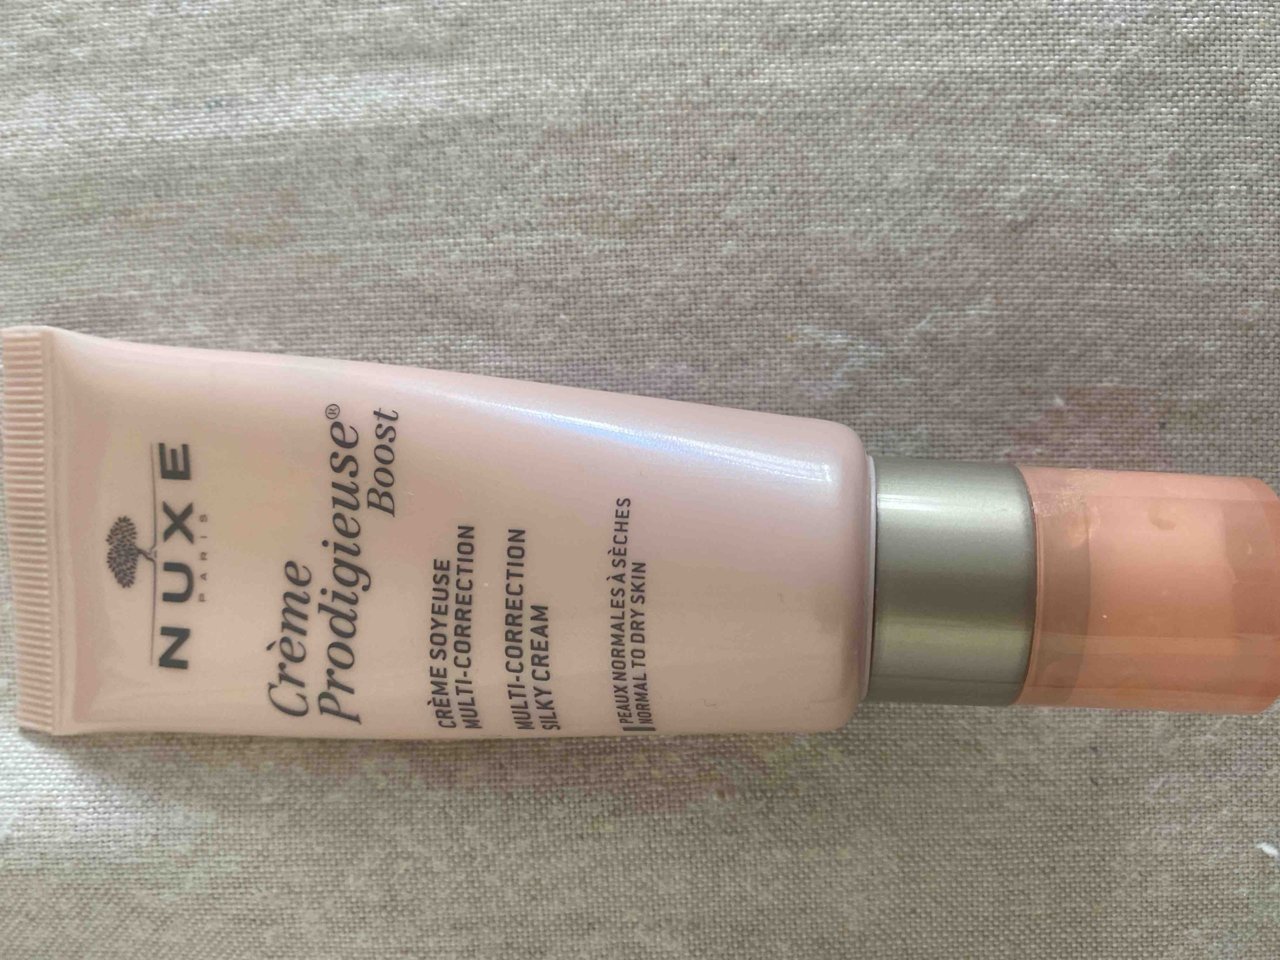 NUXE
PARIS
Crème
Prodigieuse®
Boost
CRÈME SOYEUSE
MULTI-CORRECTION
MULTI-CORRECTION
SILKY CREAM
PEAUX NORMALES À SÈCHES
NORMAL TO DRY SKIN